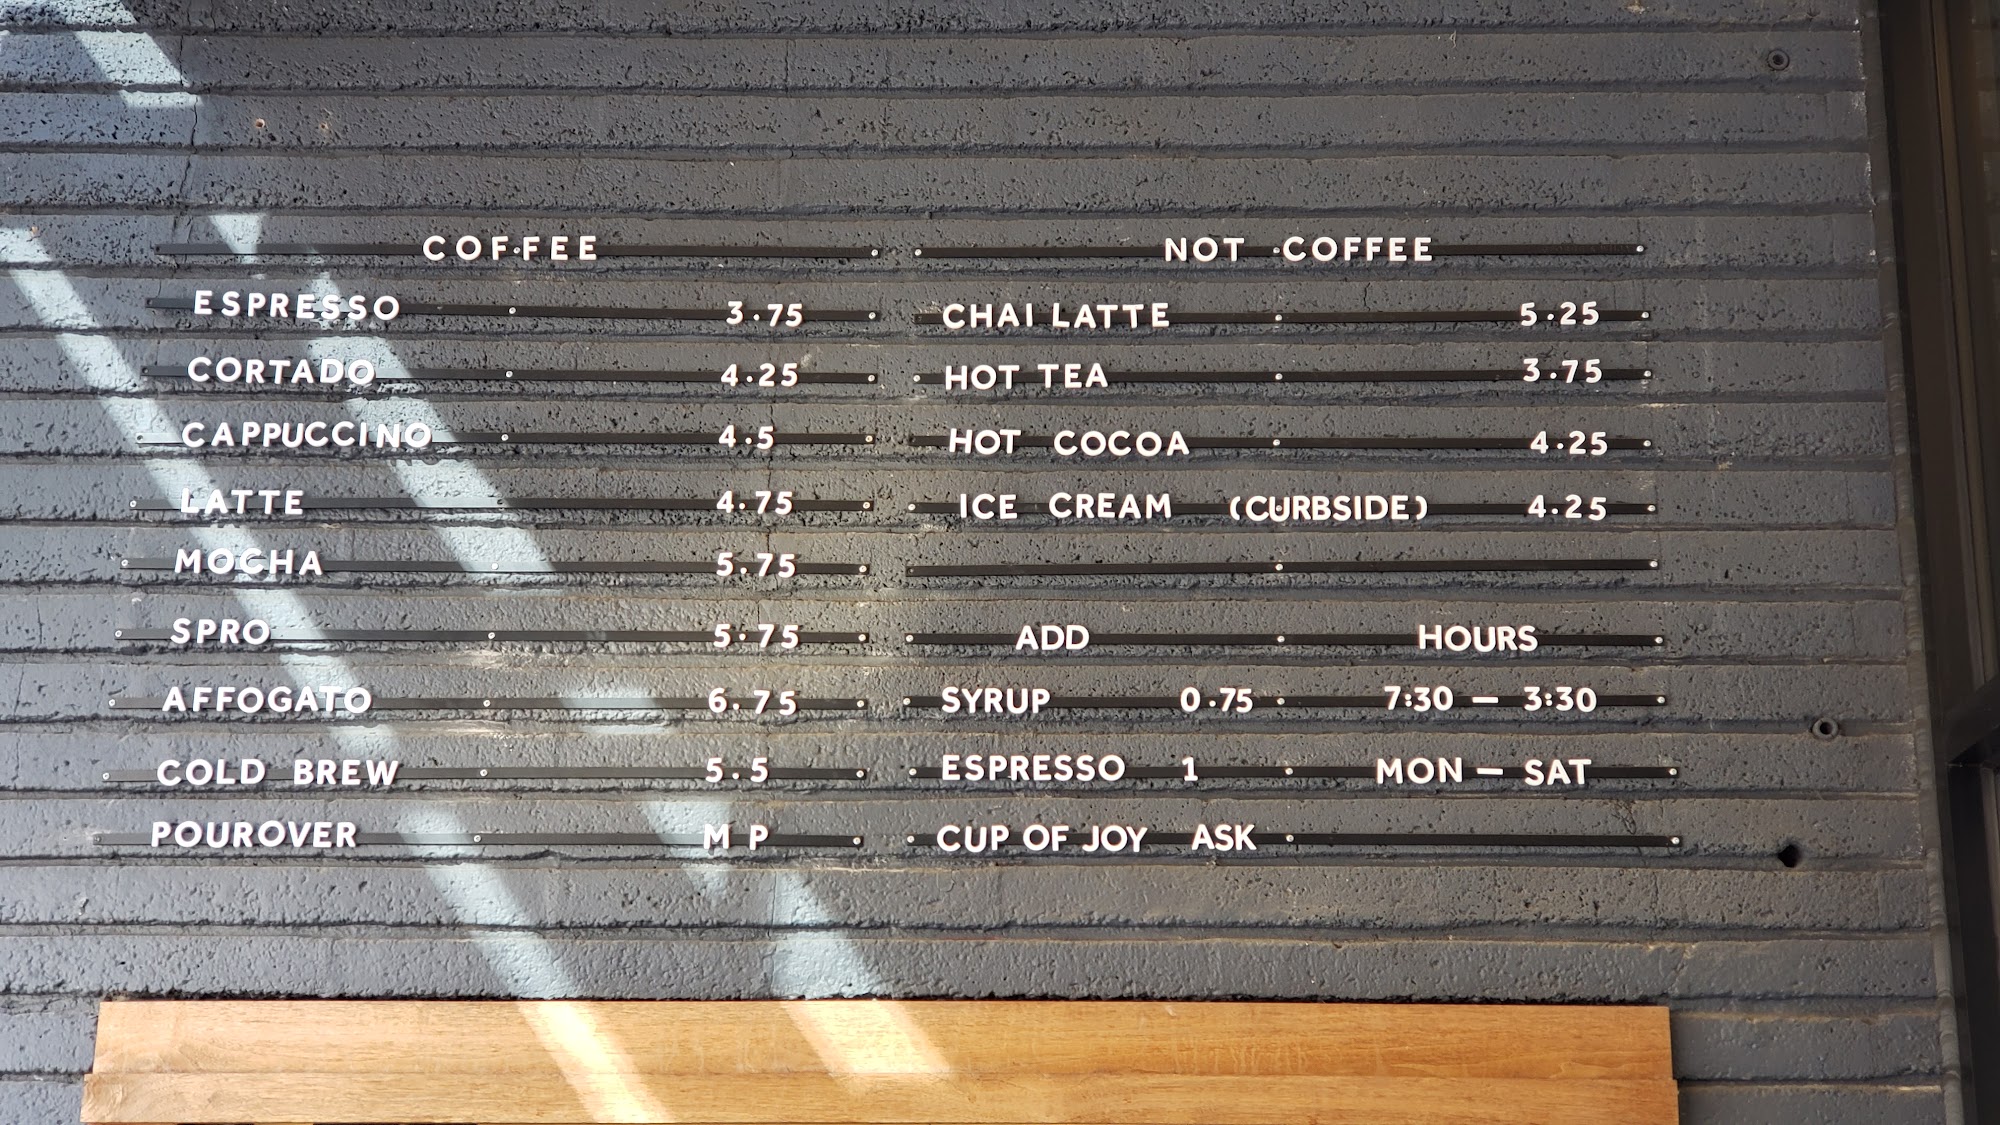 COFFEE
ESPRESSO 3.75
CORTADO 4.25
CAPPUCCINO 4.5
LATTE 4.75
MOCHA 5.75
SPRO 5.75
AFFOGATO 6.75
COLD BREW 5.5
POUROVER M P
NOT COFFEE
CHAI LATTE 5.25
HOT TEA 3.75
HOT COCOA 4.25
ICE CREAM (CURBSIDE) 4.25
ADD
SYRUP 0.75
ESPRESSO 1
CUP OF JOY ASK
HOURS
7:30 — 3:30
MON — SAT